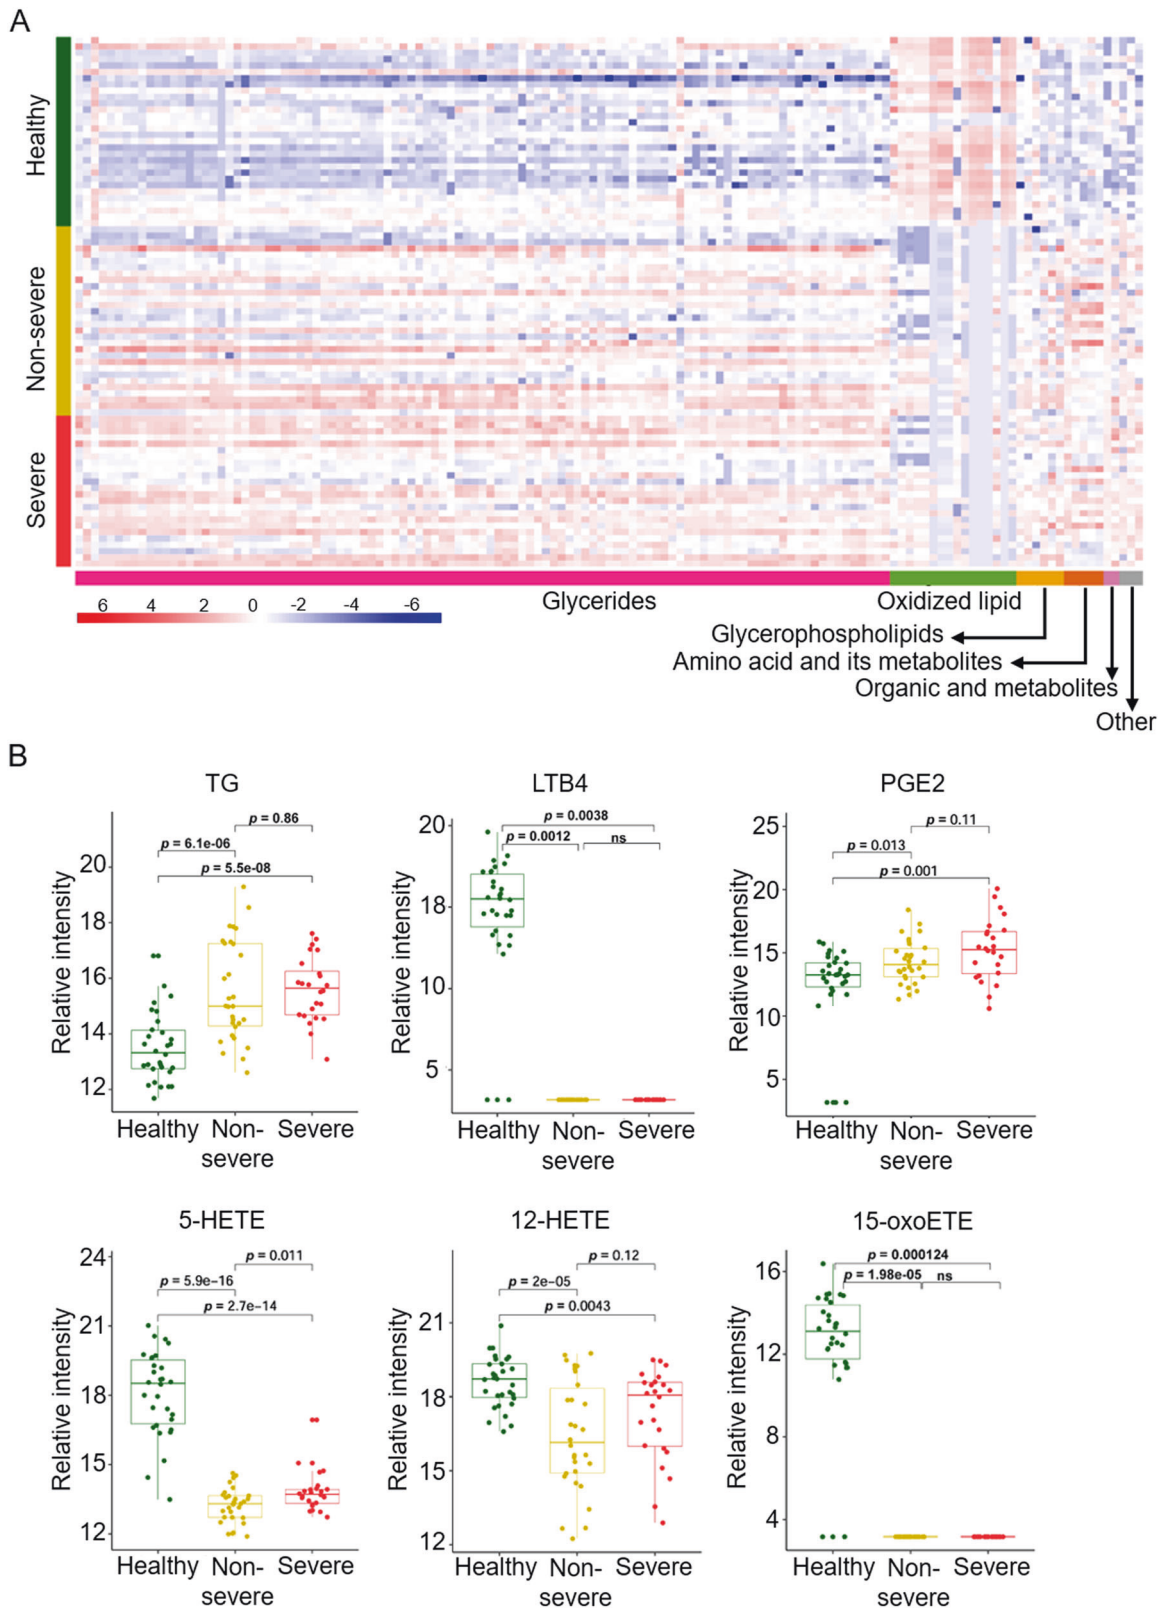 A
Healthy
Non-severe
Severe
6 4 2 0 -2 -4 -6
Glycerides
Oxidized lipid
Glycerophospholipids
Amino acid and its metabolites
Organic and metabolites
Other
B
TG
p = 0.86
p = 6.1e-06
p = 5.5e-08
Relative intensity
20
18
16
14
12
Healthy Non- Severe
severe
LTB4
p = 0.0038
p = 0.0012 ns
Relative intensity
20
18
10
5
Healthy Non- Severe
severe
PGE2
p = 0.11
p = 0.013
p = 0.001
Relative intensity
25
20
15
10
5
Healthy Non- Severe
severe
5-HETE
p = 0.011
p = 5.9e−16
p = 2.7e−14
Relative intensity
24
21
18
15
12
Healthy Non- Severe
severe
12-HETE
p = 0.12
p = 2e−05
p = 0.0043
Relative intensity
21
18
15
12
Healthy Non- Severe
severe
15-oxoETE
p = 0.000124
p = 1.98e-05 ns
Relative intensity
16
12
8
4
Healthy Non- Severe
severe